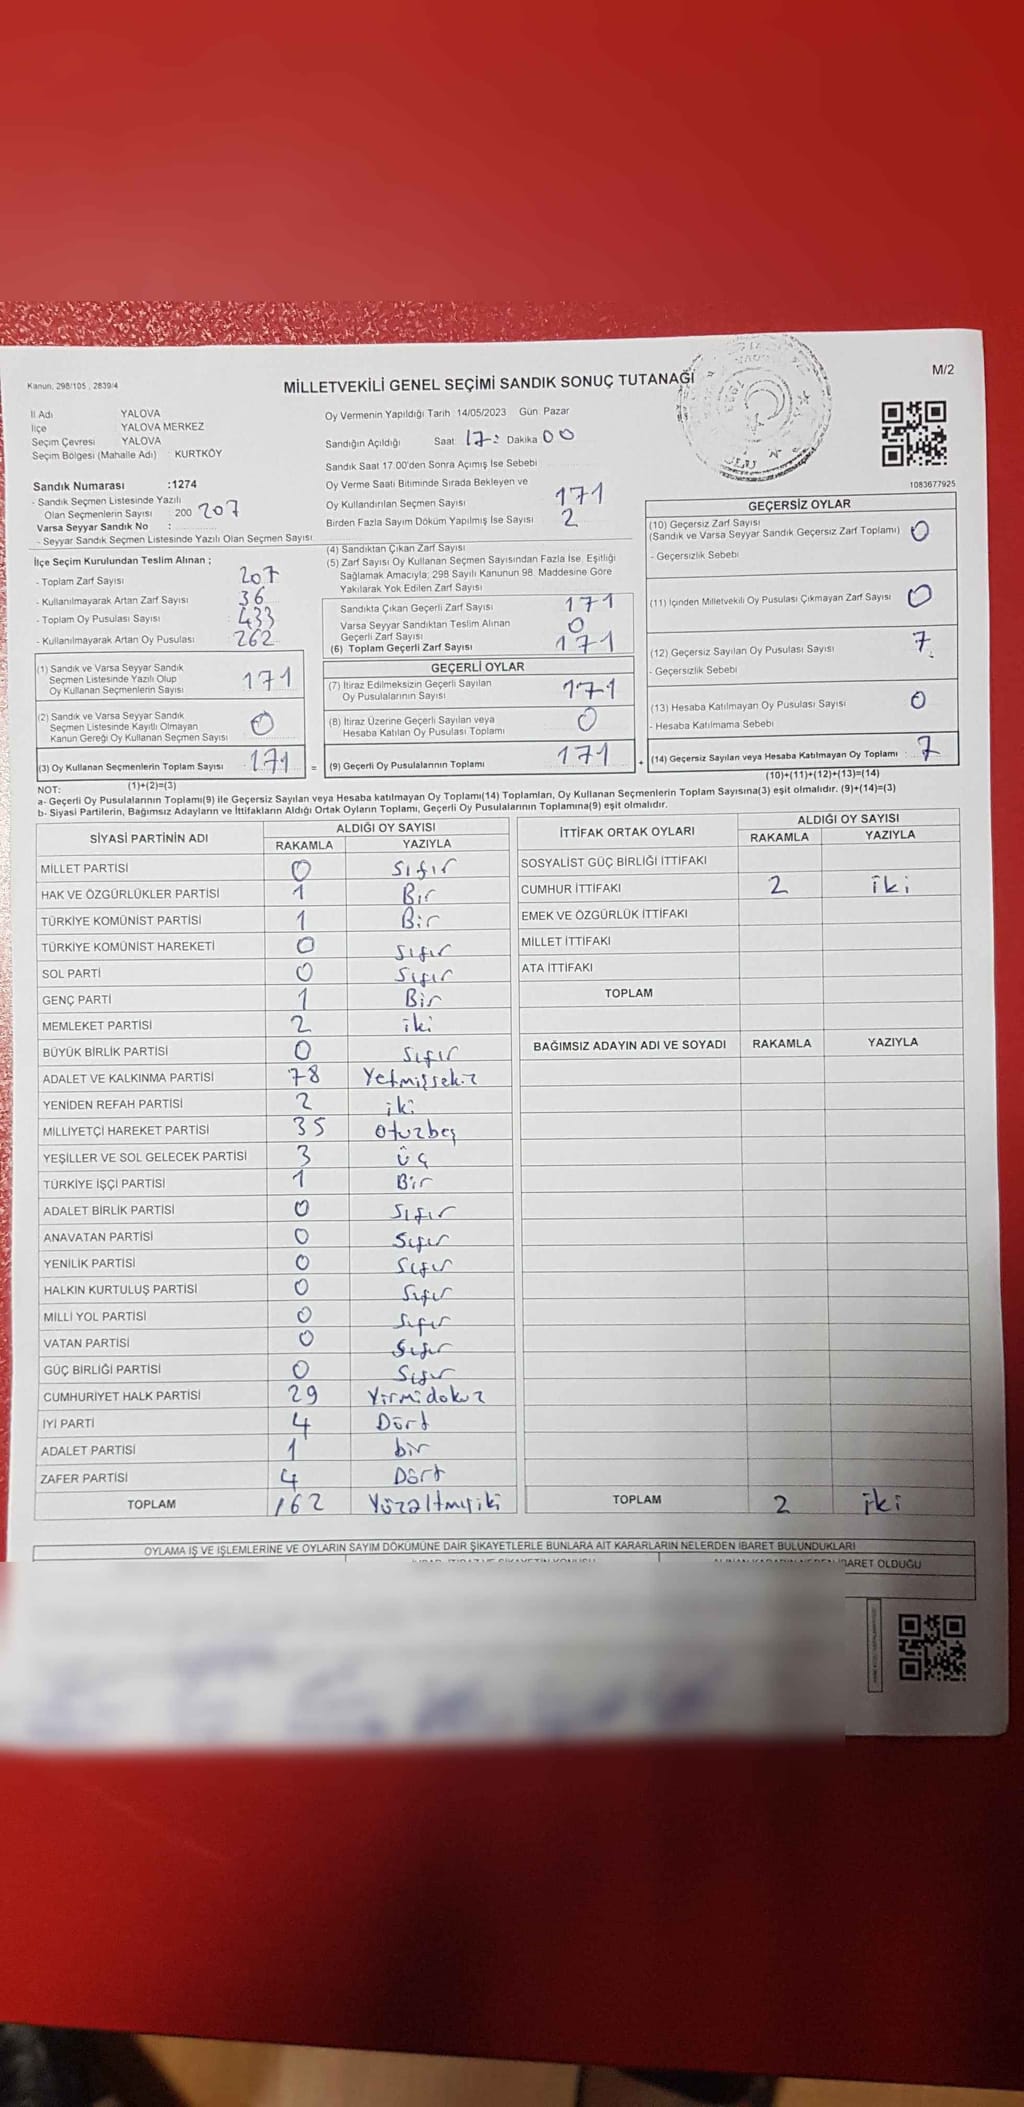 Kanun, 298/105 , 2839/4
MİLLETVEKİLİ GENEL SEÇİMİ SANDIK SONUÇ TUTANAĞI
M/2
İl Adı YALOVA
İlçe YALOVA MERKEZ
Seçim Çevresi YALOVA
Seçim Bölgesi (Mahalle Adı) : KURTKÖY
Sandık Numarası :1274
- Sandık Seçmen Listesinde Yazılı
Olan Seçmenlerin Sayısı 200 207
Varsa Seyyar Sandık No :
- Seyyar Sandık Seçmen Listesinde Yazılı Olan Seçmen Sayısı
Oy Vermenin Yapıldığı Tarih :14/05/2023 Gün Pazar
Sandığın Açıldığı Saat 17: Dakika 00
Sandık Saat 17.00'den Sonra Açımış İse Sebebi
Oy Verme Saati Bitiminde Sırada Bekleyen ve
Oy Kullandırılan Seçmen Sayısı 171
Birden Fazla Sayım Döküm Yapılmış İse Sayısı 2
1083677925
İlçe Seçim Kurulundan Teslim Alınan ;
- Toplam Zarf Sayısı 207
- Kullanılmayarak Artan Zarf Sayısı 36
- Toplam Oy Pusulası Sayısı 433
- Kullanılmayarak Artan Oy Pusulası 262
(1) Sandık ve Varsa Seyyar Sandık
Seçmen Listesinde Yazılı Olup
Oy Kullanan Seçmenlerin Sayısı 171
(2) Sandık ve Varsa Seyyar Sandık
Seçmen Listesinde Kayıtlı Olmayan
Kanun Gereği Oy Kullanan Seçmen Sayısı 0
(3) Oy Kullanan Seçmenlerin Toplam Sayısı : 171 =
(1)+(2)=(3)
(4) Sandıktan Çıkan Zarf Sayısı
(5) Zarf Sayısı Oy Kullanan Seçmen Sayısından Fazla İse, Eşitliği
Sağlamak Amacıyla; 298 Sayılı Kanunun 98. Maddesine Göre
Yakılarak Yok Edilen Zarf Sayısı
Sandıkta Çıkan Geçerli Zarf Sayısı 171
Varsa Seyyar Sandıktan Teslim Alınan
Geçerli Zarf Sayısı 0
(6) Toplam Geçerli Zarf Sayısı 171
GEÇERLİ OYLAR
(7) İtiraz Edilmeksizin Geçerli Sayılan
Oy Pusulalarının Sayısı 171
(8) İtiraz Üzerine Geçerli Sayılan veya
Hesaba Katılan Oy Pusulası Toplamı 0
(9) Geçerli Oy Pusulalarının Toplamı 171 +
GEÇERSİZ OYLAR
(10) Geçersiz Zarf Sayısı
(Sandık ve Varsa Seyyar Sandık Geçersiz Zarf Toplamı) 0
- Geçersizlik Sebebi
(11) İçinden Milletvekili Oy Pusulası Çıkmayan Zarf Sayısı 0
(12) Geçersiz Sayılan Oy Pusulası Sayısı 7
- Geçersizlik Sebebi
(13) Hesaba Katılmayan Oy Pusulası Sayısı 0
- Hesaba Katılmama Sebebi
(14) Geçersiz Sayılan veya Hesaba Katılmayan Oy Toplamı : 7
(10)+(11)+(12)+(13)=(14)
NOT:
a- Geçerli Oy Pusulalarının Toplamı(9) ile Geçersiz Sayılan veya Hesaba katılmayan Oy Toplamı(14) Toplamları, Oy Kullanan Seçmenlerin Toplam Sayısına(3) eşit olmalıdır. (9)+(14)=(3)
b- Siyasi Partilerin, Bağımsız Adayların ve İttifakların Aldığı Ortak Oyların Toplamı, Geçerli Oy Pusulalarının Toplamına(9) eşit olmalıdır.
SİYASİ PARTİNİN ADI ALDIĞI OY SAYISI
RAKAMLA YAZIYLA
MİLLET PARTİSİ 0 Sıfır
HAK VE ÖZGÜRLÜKLER PARTİSİ 1 Bir
TÜRKİYE KOMÜNİST PARTİSİ 1 Bir
TÜRKİYE KOMÜNİST HAREKETİ 0 Sıfır
SOL PARTİ 0 Sıfır
GENÇ PARTİ 1 Bir
MEMLEKET PARTİSİ 2 iki
BÜYÜK BİRLİK PARTİSİ 0 Sıfır
ADALET VE KALKINMA PARTİSİ 78 Yetmişsekiz
YENİDEN REFAH PARTİSİ 2 iki
MİLLİYETÇİ HAREKET PARTİSİ 35 Otuzbeş
YEŞİLLER VE SOL GELECEK PARTİSİ 3 üç
TÜRKİYE İŞÇİ PARTİSİ 1 Bir
ADALET BİRLİK PARTİSİ 0 Sıfır
ANAVATAN PARTİSİ 0 Sıfır
YENİLİK PARTİSİ 0 Sıfır
HALKIN KURTULUŞ PARTİSİ 0 Sıfır
MİLLİ YOL PARTİSİ 0 Sıfır
VATAN PARTİSİ 0 Sıfır
GÜÇ BİRLİĞİ PARTİSİ 0 Sıfır
CUMHURİYET HALK PARTİSİ 29 Yirmidokuz
İYİ PARTİ 4 Dört
ADALET PARTİSİ 1 bir
ZAFER PARTİSİ 4 Dört
TOPLAM 162 Yüzaltmışiki
İTTİFAK ORTAK OYLARI ALDIĞI OY SAYISI
RAKAMLA YAZIYLA
SOSYALİST GÜÇ BİRLİĞİ İTTİFAKI
CUMHUR İTTİFAKI 2 iki
EMEK VE ÖZGÜRLÜK İTTİFAKI
MİLLET İTTİFAKI
ATA İTTİFAKI
TOPLAM
BAĞIMSIZ ADAYIN ADI VE SOYADI RAKAMLA YAZIYLA
TOPLAM 2 iki
OYLAMA İŞ VE İŞLEMLERİNE VE OYLARIN SAYIM DÖKÜMÜNE DAİR ŞİKAYETLERLE BUNLARA AİT KARARLARIN NELERDEN İBARET BULUNDUKLARI
İBARET OLDUĞU